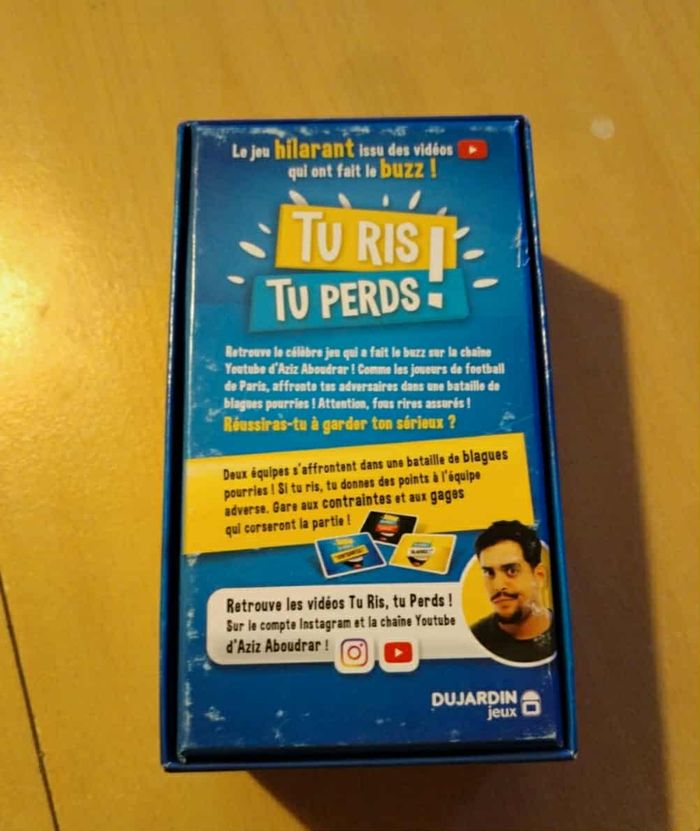 Le jeu hilarant issu des vidéos
qui ont fait le buzz !
TU RIS
TU PERDS !
Retrouve le célèbre jeu qui a fait le buzz sur la chaîne
Youtube d'Aziz Aboudrar ! Comme les joueurs de football
de Paris, affronte tes adversaires dans une bataille de
blagues pourries ! Attention, fous rires assurés !
Réussiras-tu à garder ton sérieux ?
Deux équipes s'affrontent dans une bataille de blagues
pourries ! Si tu ris, tu donnes des points à l'équipe
adverse. Gare aux contraintes et aux gages
qui corseront la partie !
Retrouve les vidéos Tu Ris, tu Perds !
Sur le compte Instagram et la chaîne Youtube
d'Aziz Aboudrar !
DUJARDIN
jeux